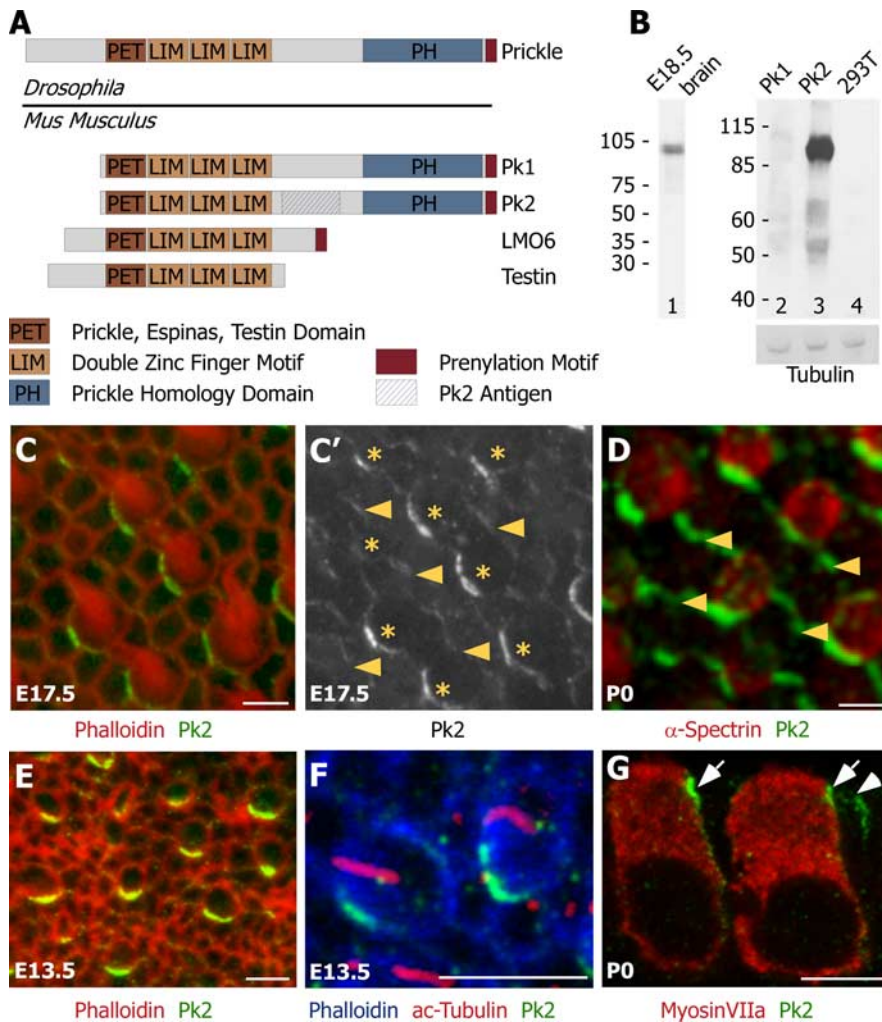 A
PET LIM LIM LIM PH Prickle
Drosophila
Mus Musculus
PET LIM LIM LIM PH Pk1
PET LIM LIM LIM PH Pk2
PET LIM LIM LIM LMO6
PET LIM LIM LIM Testin
PET Prickle, Espinas, Testin Domain
LIM Double Zinc Finger Motif
PH Prickle Homology Domain
Prenylation Motif
Pk2 Antigen
B
E18.5
brain
105 -
75 -
50 -
35 -
30 -
1
Pk1
Pk2
293T
115 -
85 -
60 -
50 -
40 -
2 3 4
Tubulin
C
E17.5
Phalloidin Pk2
C'
* *
*
*
*
*
*
*
E17.5
Pk2
D
P0
α-Spectrin Pk2
E
E13.5
Phalloidin Pk2
F
E13.5
Phalloidin ac-Tubulin Pk2
G
P0
MyosinVIIa Pk2